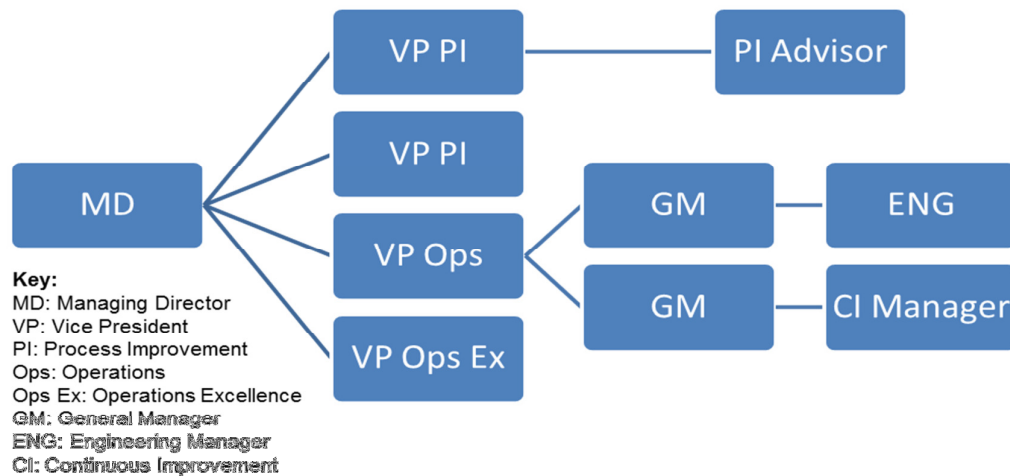 VP PI
PI Advisor
VP PI
MD
GM
ENG
VP Ops
GM
CI Manager
VP Ops Ex
Key:
MD: Managing Director
VP: Vice President
PI: Process Improvement
Ops: Operations
Ops Ex: Operations Excellence
GM: General Manager
ENG: Engineering Manager
CI: Continuous Improvement